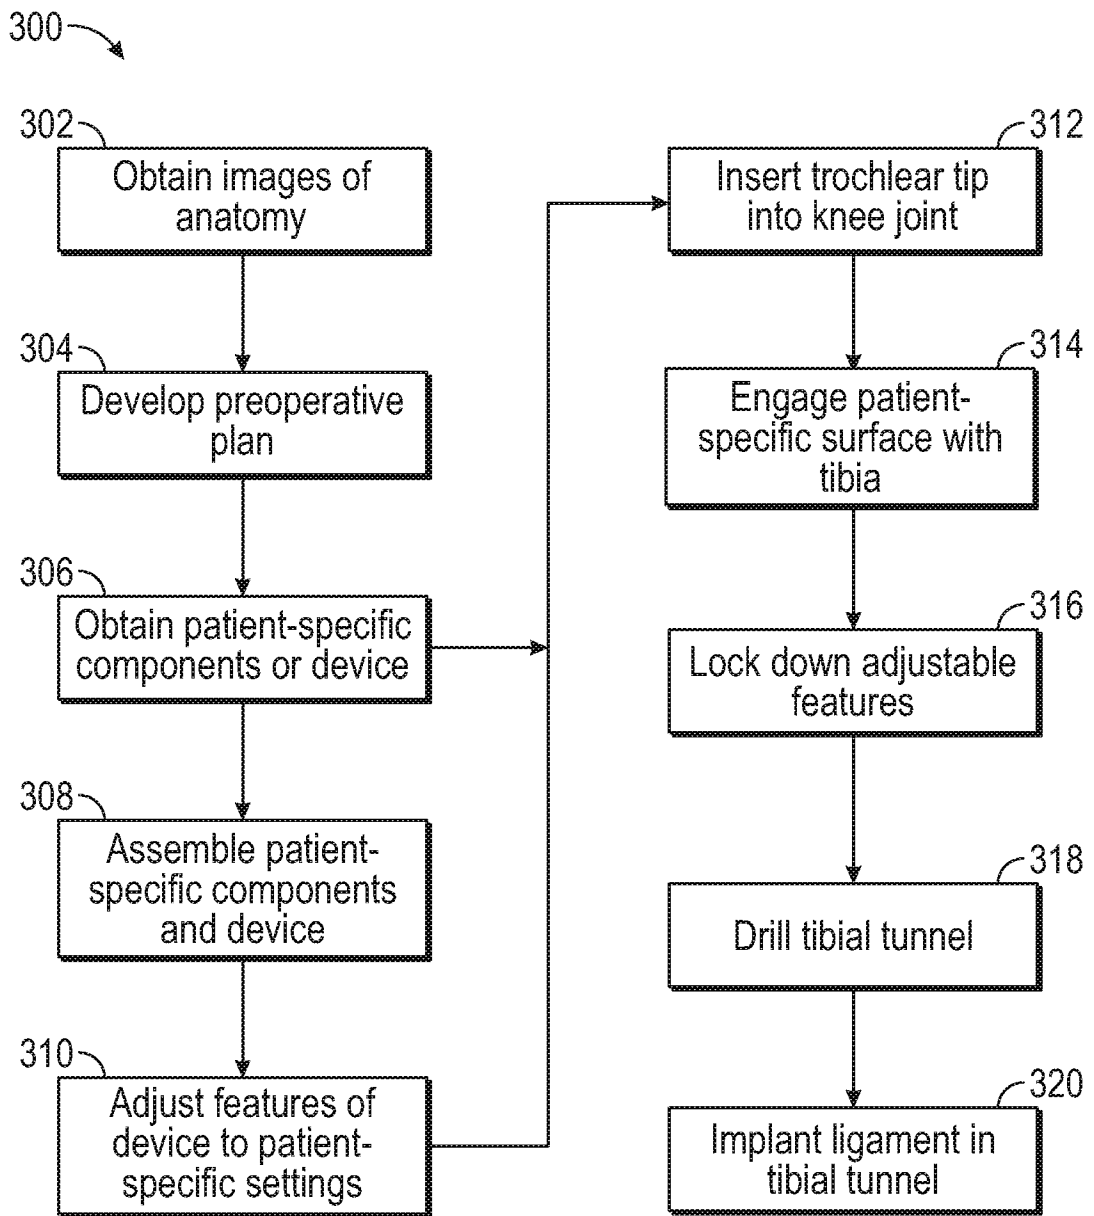 300
302
Obtain images of
anatomy
304
Develop preoperative
plan
306
Obtain patient-specific
components or device
308
Assemble patient-
specific components
and device
310
Adjust features of
device to patient-
specific settings
312
Insert trochlear tip
into knee joint
314
Engage patient-
specific surface with
tibia
316
Lock down adjustable
features
318
Drill tibial tunnel
320
Implant ligament in
tibial tunnel